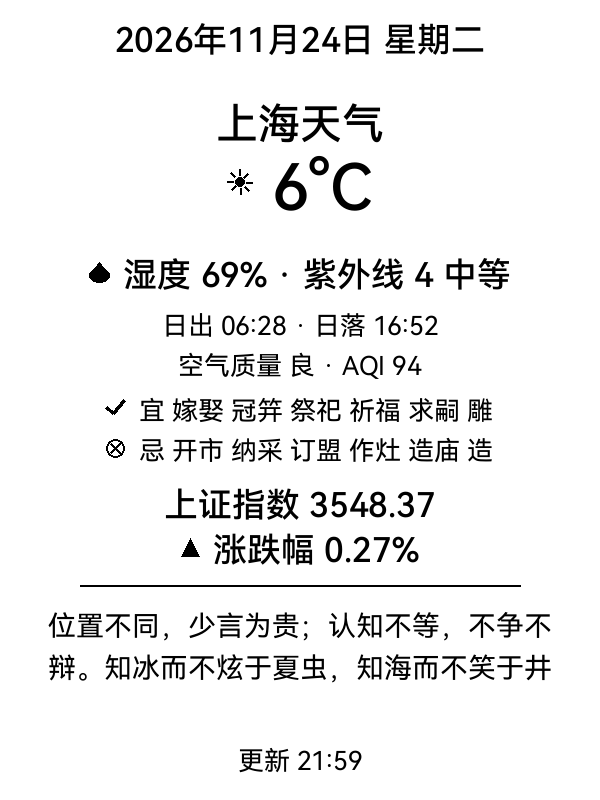 2026年11月24日 星期二
上海天气
6°C
湿度 69% · 紫外线 4 中等
日出 06:28 · 日落 16:52
空气质量 良 · AQI 94
宜 嫁娶 冠笄 祭祀 祈福 求嗣 雕
忌 开市 纳采 订盟 作灶 造庙 造
上证指数 3548.37
▲ 涨跌幅 0.27%
位置不同，少言为贵；认知不等，不争不
辩。知冰而不炫于夏虫，知海而不笑于井
更新 21:59